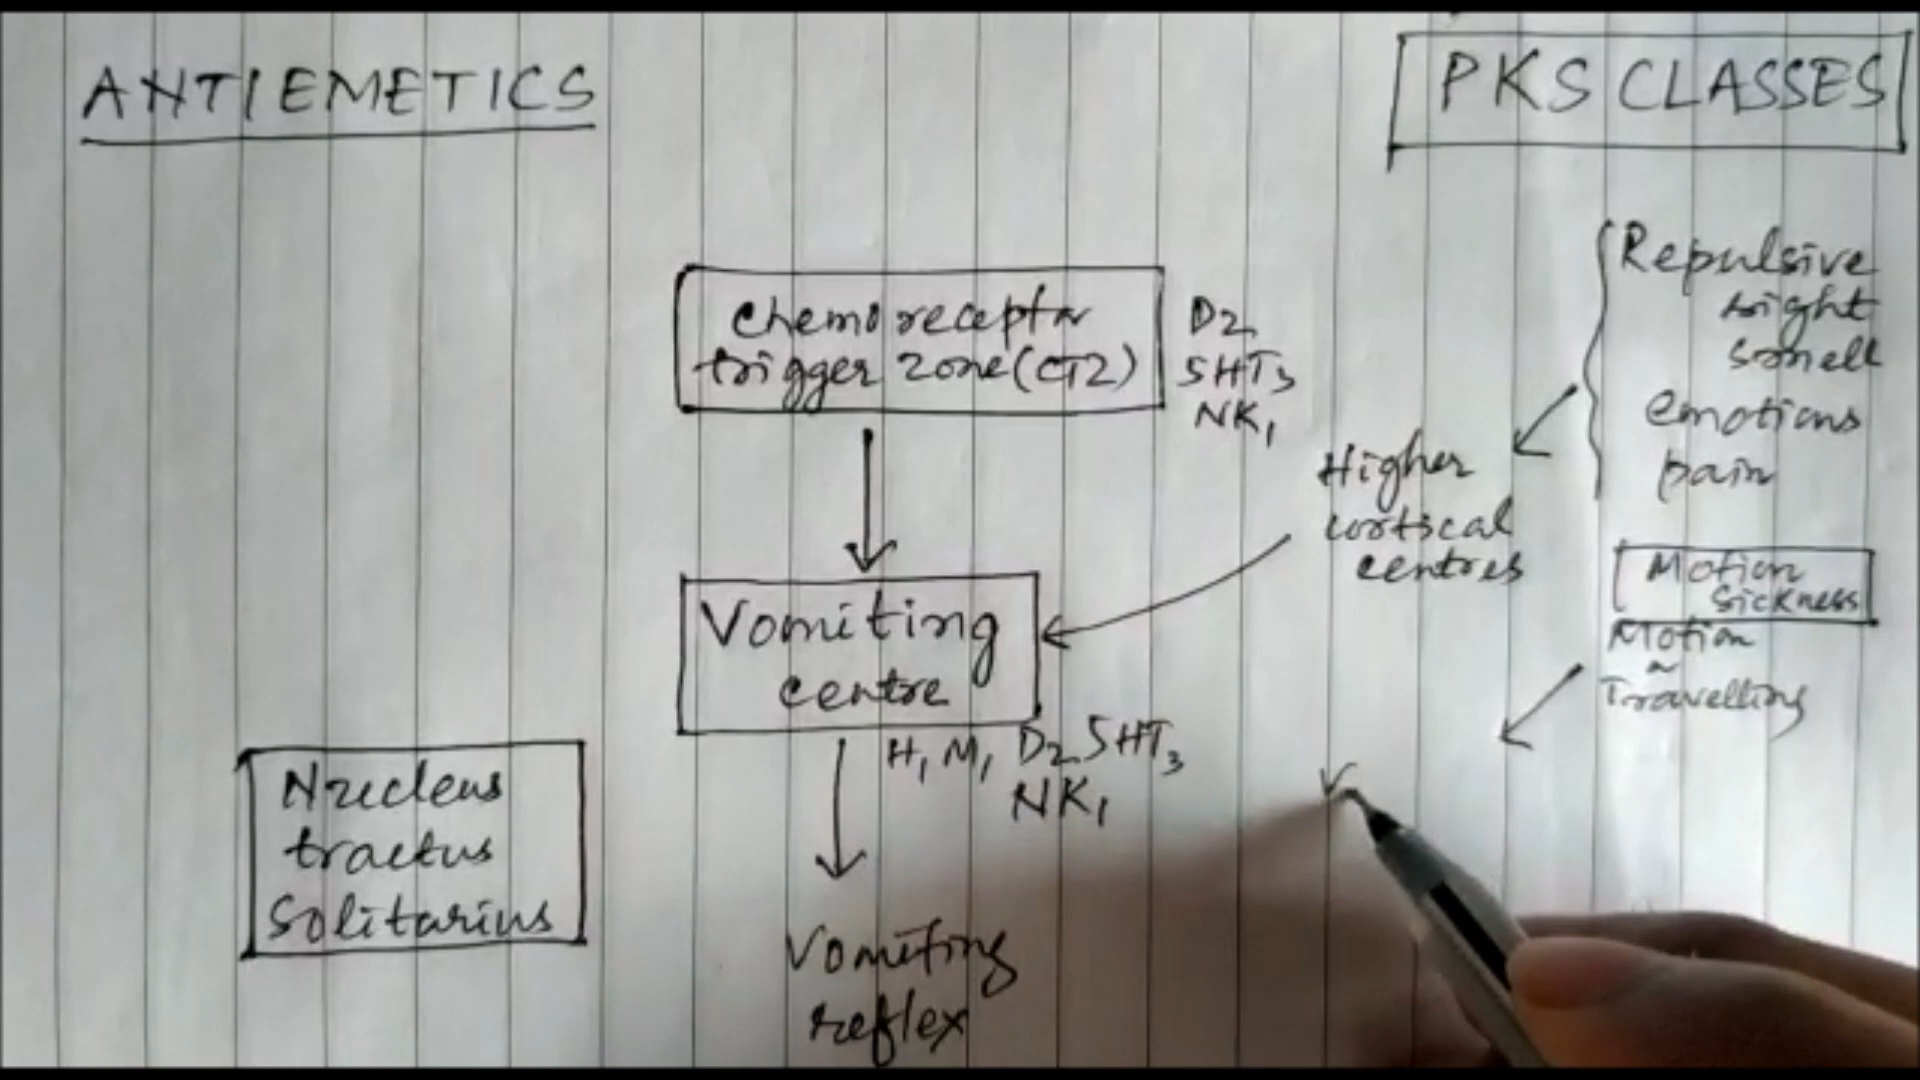 ANTIEMETICS
PKS CLASSES
Chemoreceptor
trigger zone (CTZ)
D2
5HT3
NK1
Repulsive
sight
smell
emotions
pain
Higher
cortical
centres
Vomiting
centre
H1 M1 D2 5HT3
NK1
Motion
Sickness
Motion
Travelling
Nucleus
tractus
Solitarius
Vomiting
reflex
V